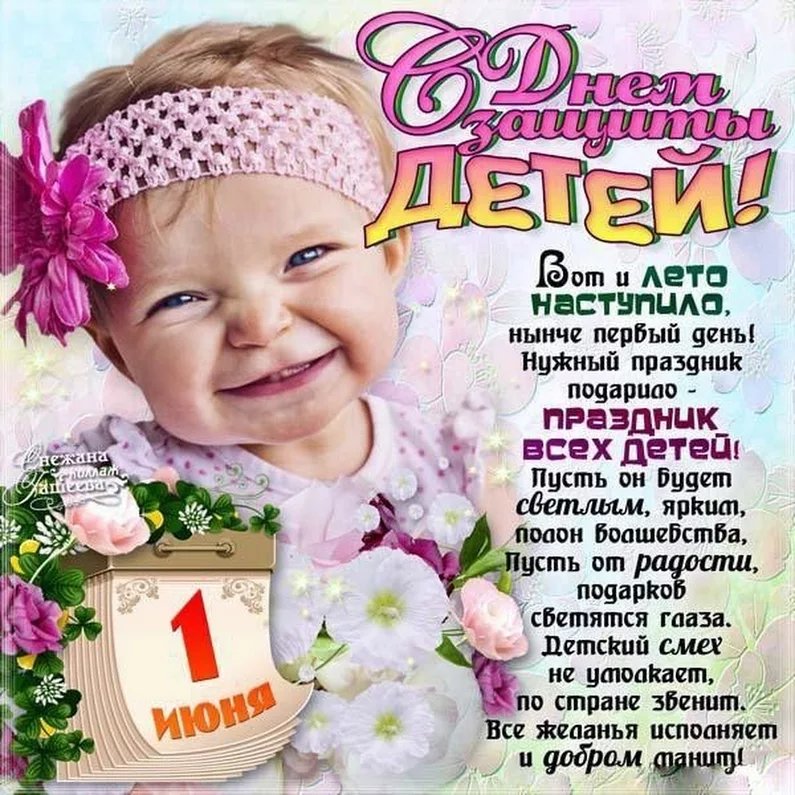 С Днем
защиты
ДЕТЕЙ!
Вот и лето
наступило,
нынче первый день!
Нужный праздник
подарило -
праздник
всех детей!
Пусть он будет
светлым, ярким,
полон волшебства,
Пусть от радости,
подарков
светятся глаза.
Детский смех
не умолкает,
по стране звенит.
Все желанья исполняет
и добром манит!
Снежана
Ташеева
1
ИЮНЯ